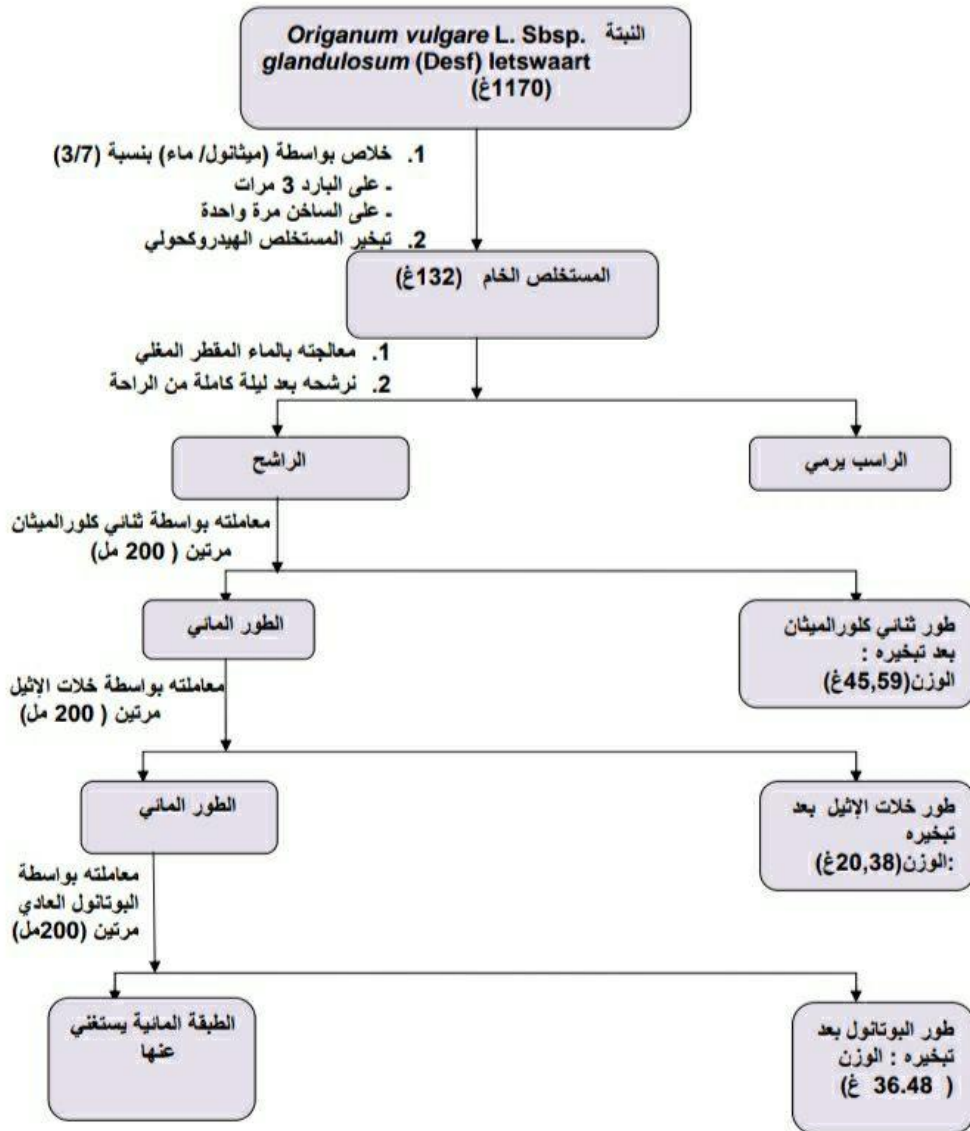 النبتة Origanum vulgare L. Sbsp.
glandulosum (Desf) Ietswaart
(1170غ)
1. خلاص بواسطة (ميثانول/ ماء) بنسبة (3/7)
- على البارد 3 مرات
- على الساخن مرة واحدة
2. تبخير المستخلص الهيدروكحولي
المستخلص الخام (132غ)
1. معالجته بالماء المقطر المغلي
2. نرشحه بعد ليلة كاملة من الراحة
الراسب يرمي
الراشح
معاملته بواسطة ثنائي كلورالميثان
مرتين ( 200 مل)
طور ثنائي كلورالميثان
بعد تبخيره :
الوزن(45,59غ)
الطور المائي
معاملته بواسطة خلات الإثيل
مرتين ( 200 مل)
طور خلات الإثيل بعد
تبخيره
:الوزن(20,38غ)
الطور المائي
معاملته بواسطة
البوتانول العادي
مرتين (200مل)
طور البوتانول بعد
تبخيره : الوزن
( 36.48 غ)
الطبقة المائية يستغني
عنها